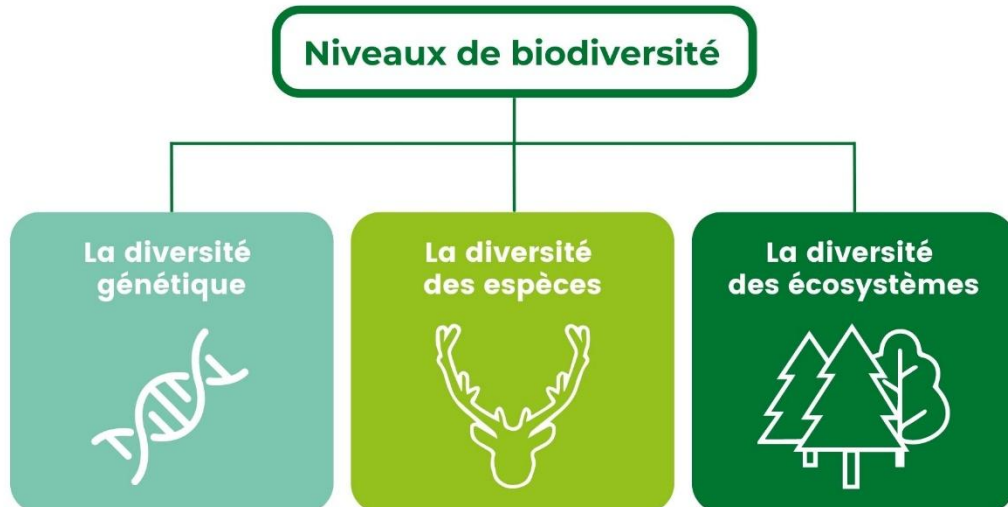 Niveaux de biodiversité
La diversité
génétique
La diversité
des espèces
La diversité
des écosystèmes